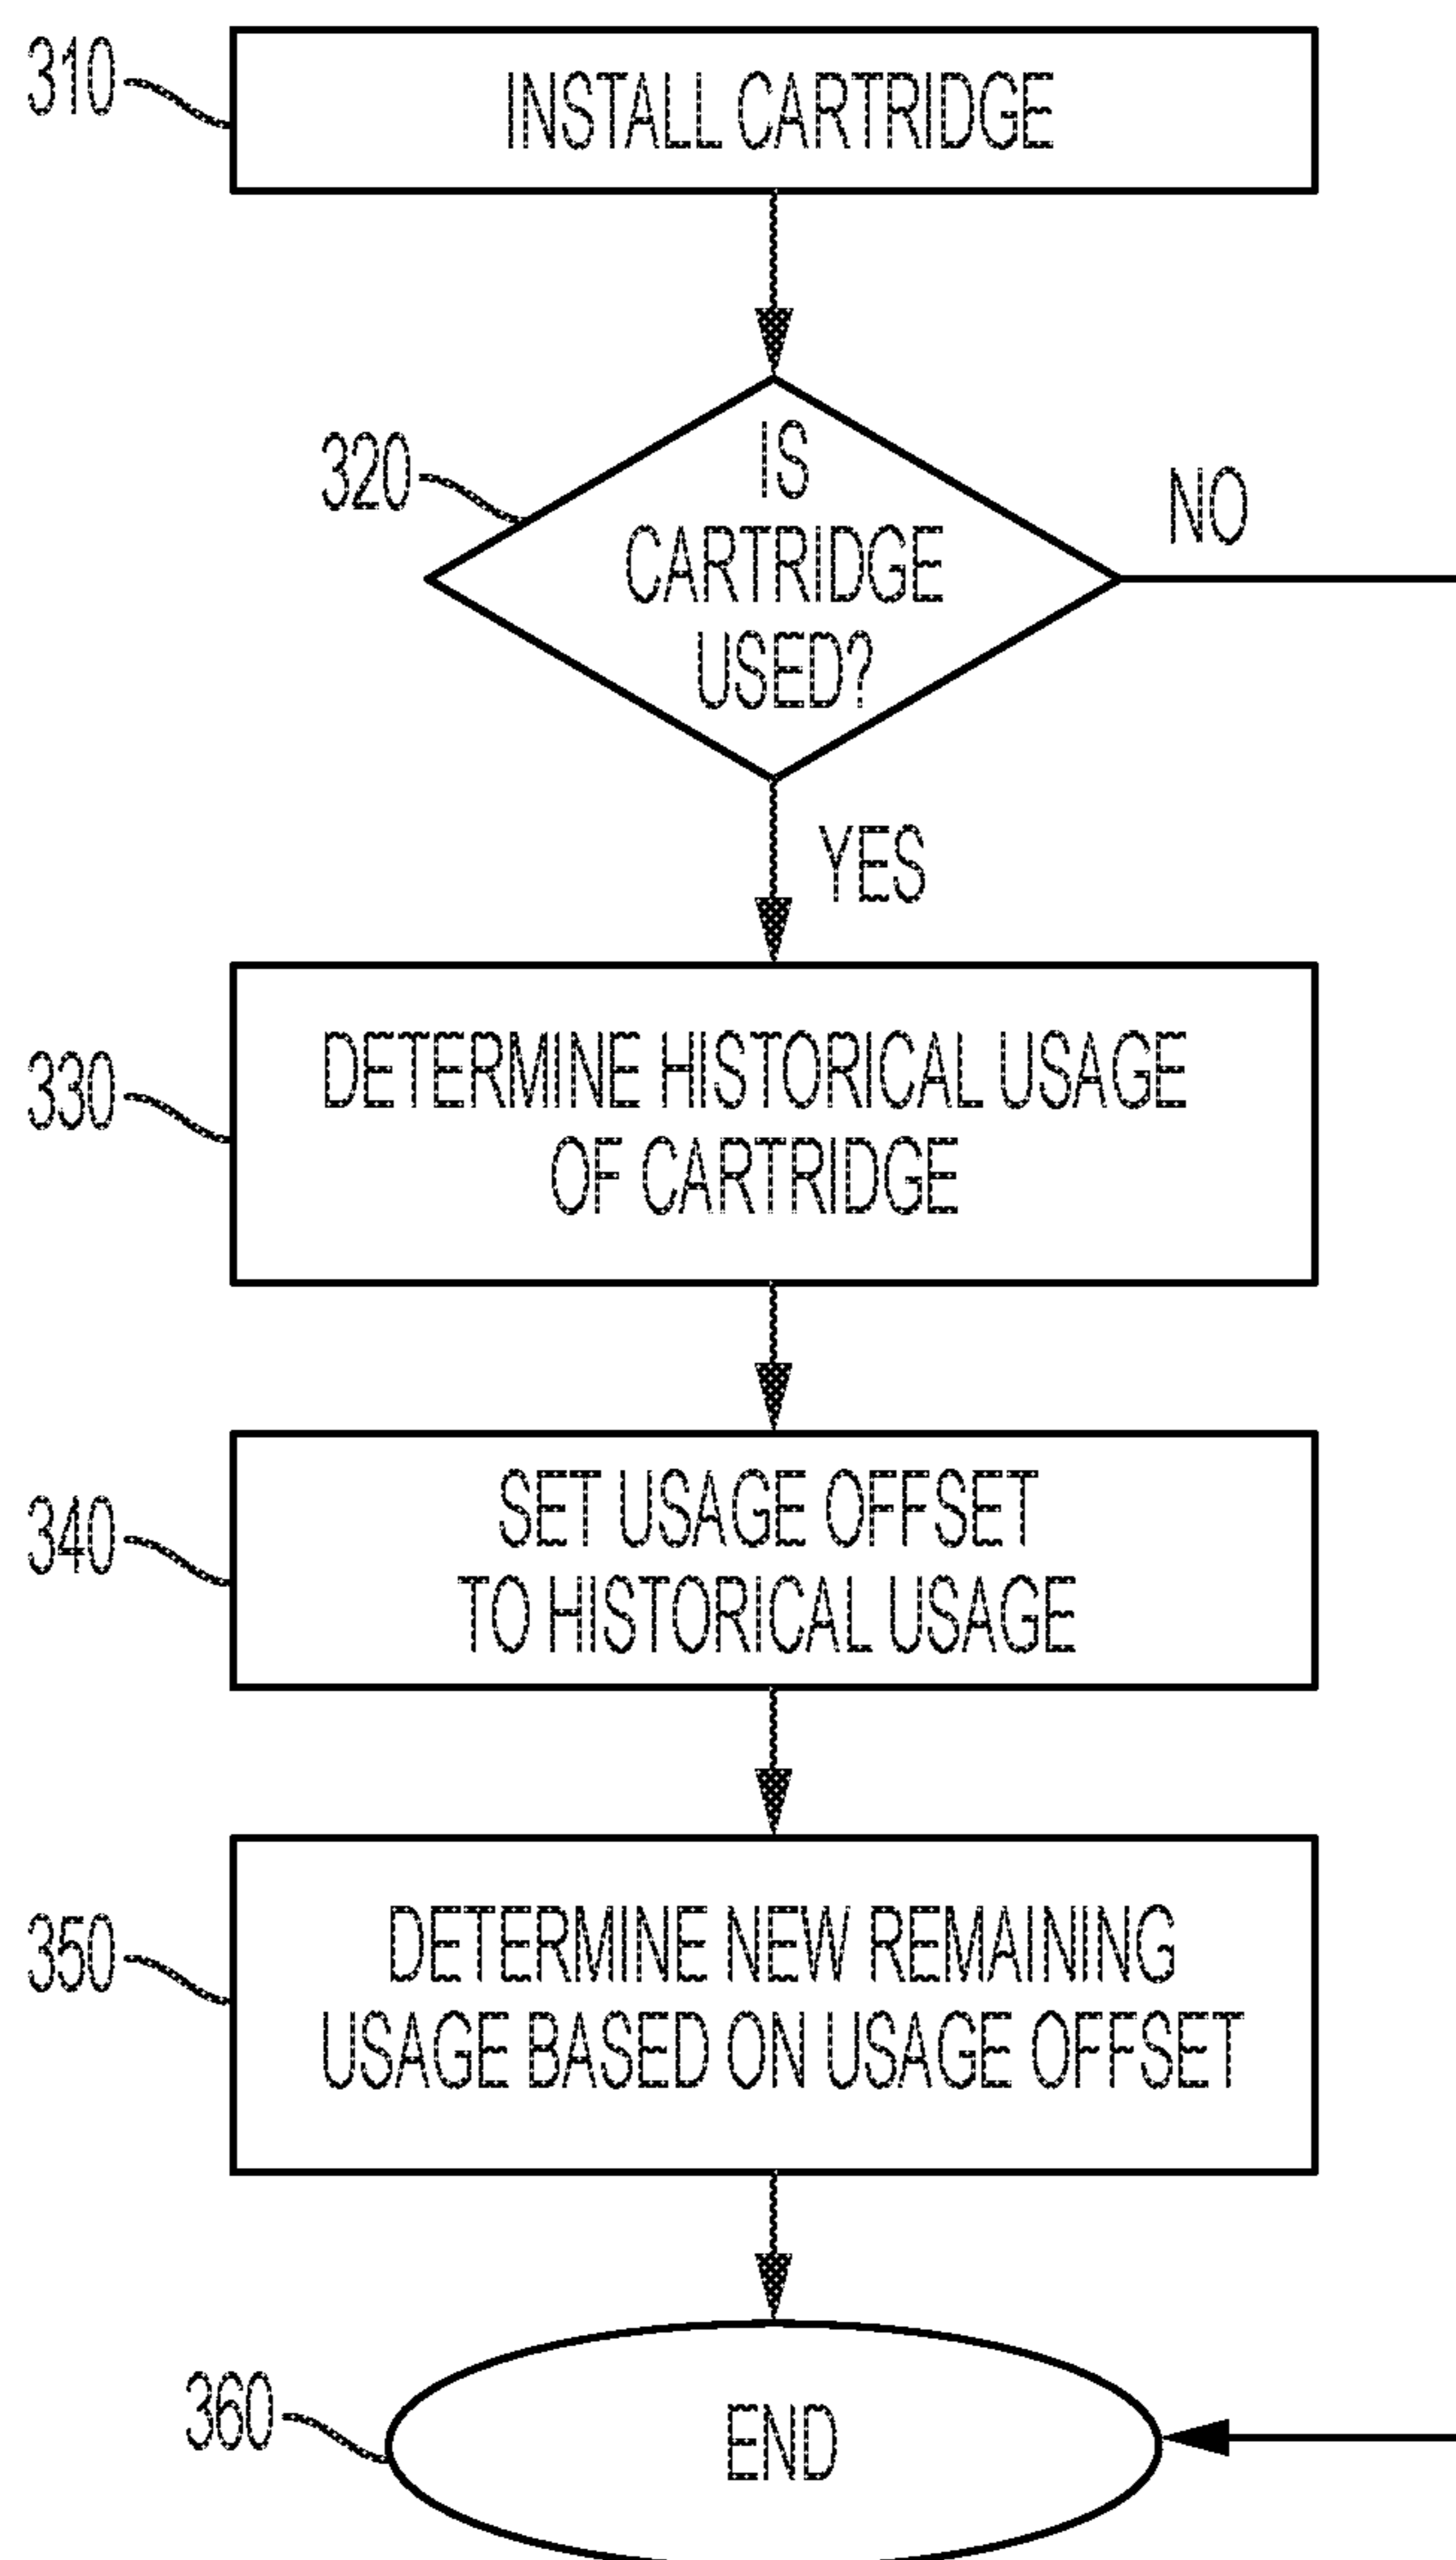 310
INSTALL CARTRIDGE
320
IS
CARTRIDGE
USED?
NO
YES
330
DETERMINE HISTORICAL USAGE
OF CARTRIDGE
340
SET USAGE OFFSET
TO HISTORICAL USAGE
350
DETERMINE NEW REMAINING
USAGE BASED ON USAGE OFFSET
360
END